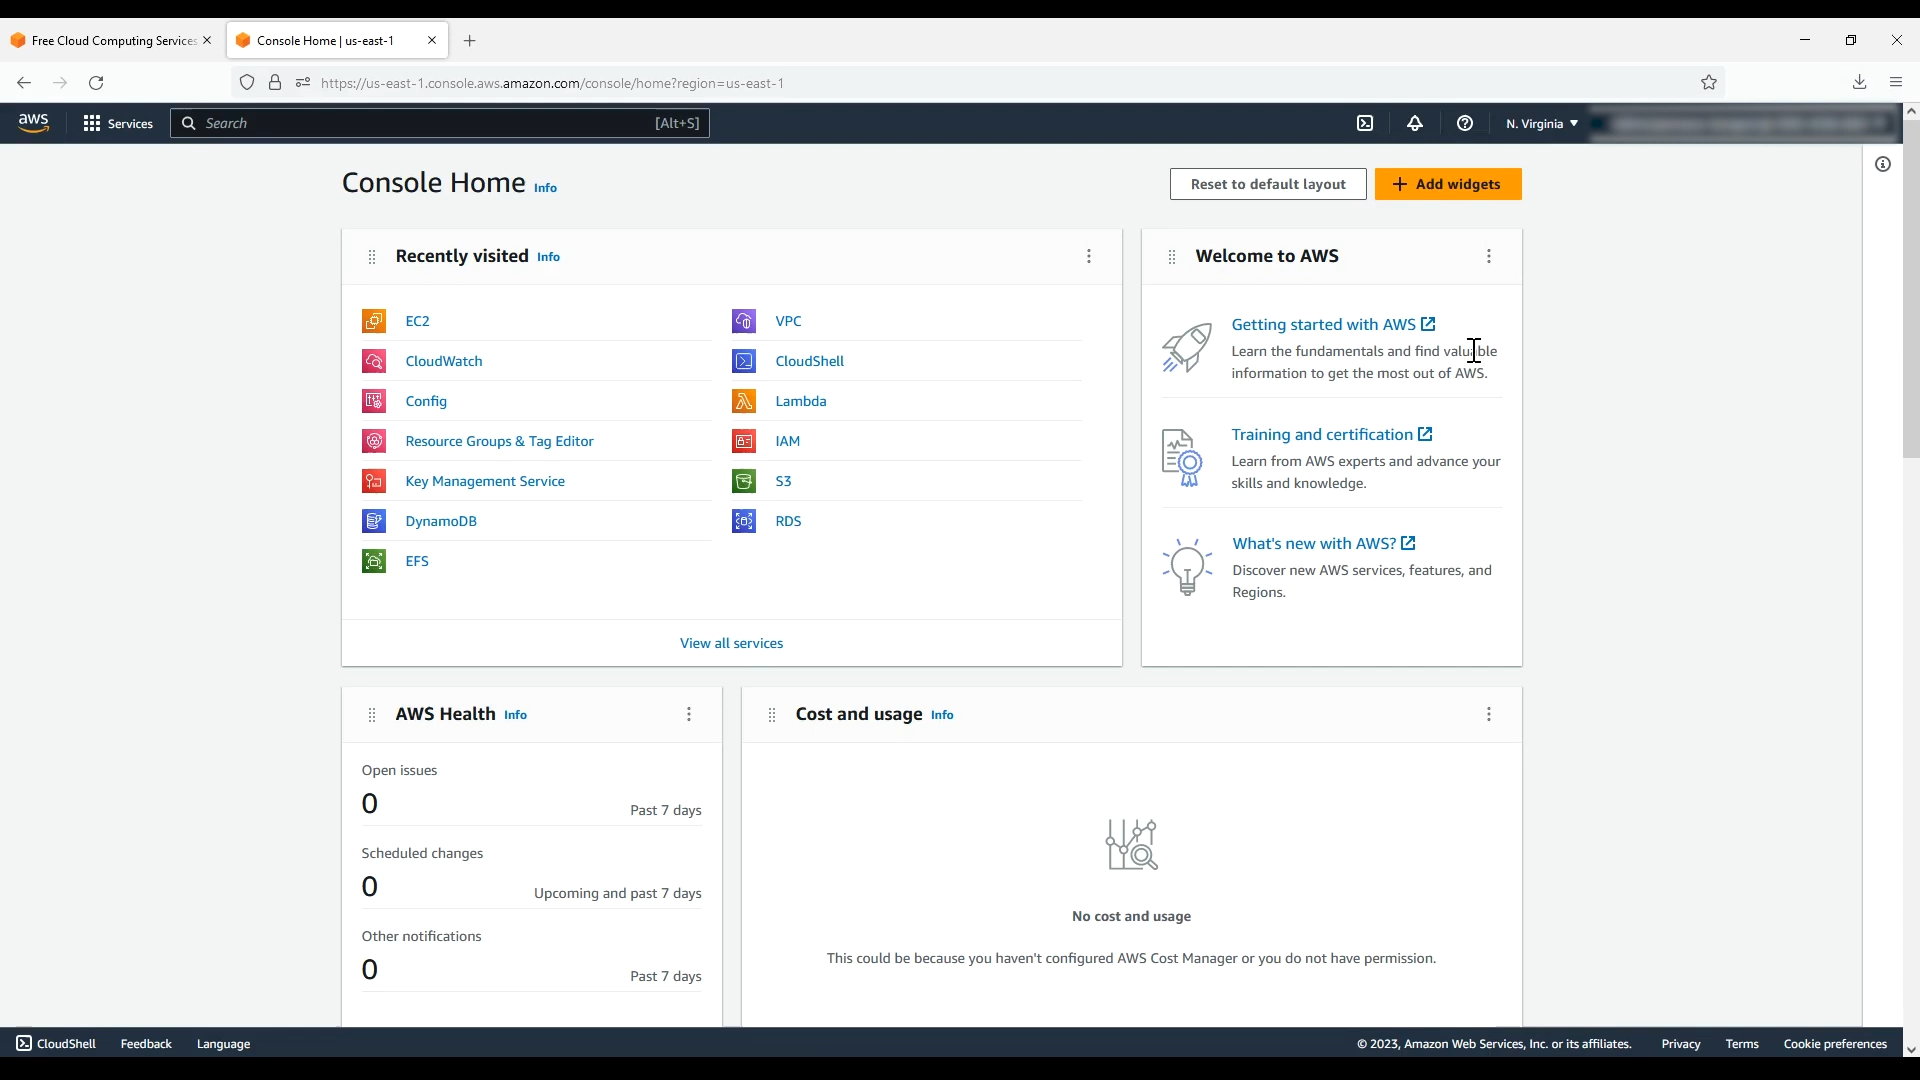 Free Cloud Computing Services
Console Home | us-east-1
https://us-east-1.console.aws.amazon.com/console/home?region=us-east-1
aws
Services
Search
[Alt+S]
N. Virginia
Console Home Info
Reset to default layout
Add widgets
Recently visited Info
EC2
CloudWatch
Config
Resource Groups & Tag Editor
Key Management Service
DynamoDB
EFS
VPC
CloudShell
Lambda
IAM
S3
RDS
View all services
Welcome to AWS
Getting started with AWS
Learn the fundamentals and find valuable
information to get the most out of AWS.
Training and certification
Learn from AWS experts and advance your
skills and knowledge.
What's new with AWS?
Discover new AWS services, features, and
Regions.
AWS Health Info
Open issues
0
Past 7 days
Scheduled changes
0
Upcoming and past 7 days
Other notifications
0
Past 7 days
Cost and usage Info
No cost and usage
This could be because you haven't configured AWS Cost Manager or you do not have permission.
CloudShell
Feedback
Language
© 2023, Amazon Web Services, Inc. or its affiliates.
Privacy
Terms
Cookie preferences